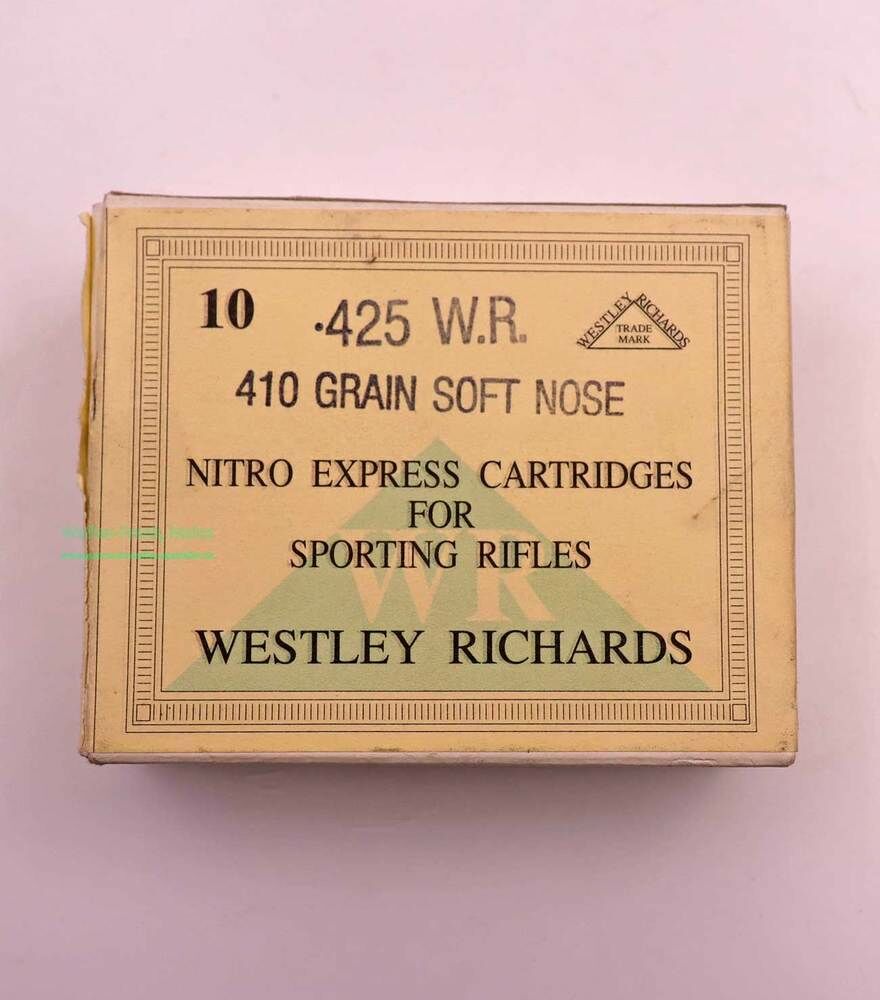 10
.425 W.R.
WESTLEY RICHARDS
TRADE
MARK
410 GRAIN SOFT NOSE
NITRO EXPRESS CARTRIDGES
FOR
SPORTING RIFLES
WR
WESTLEY RICHARDS